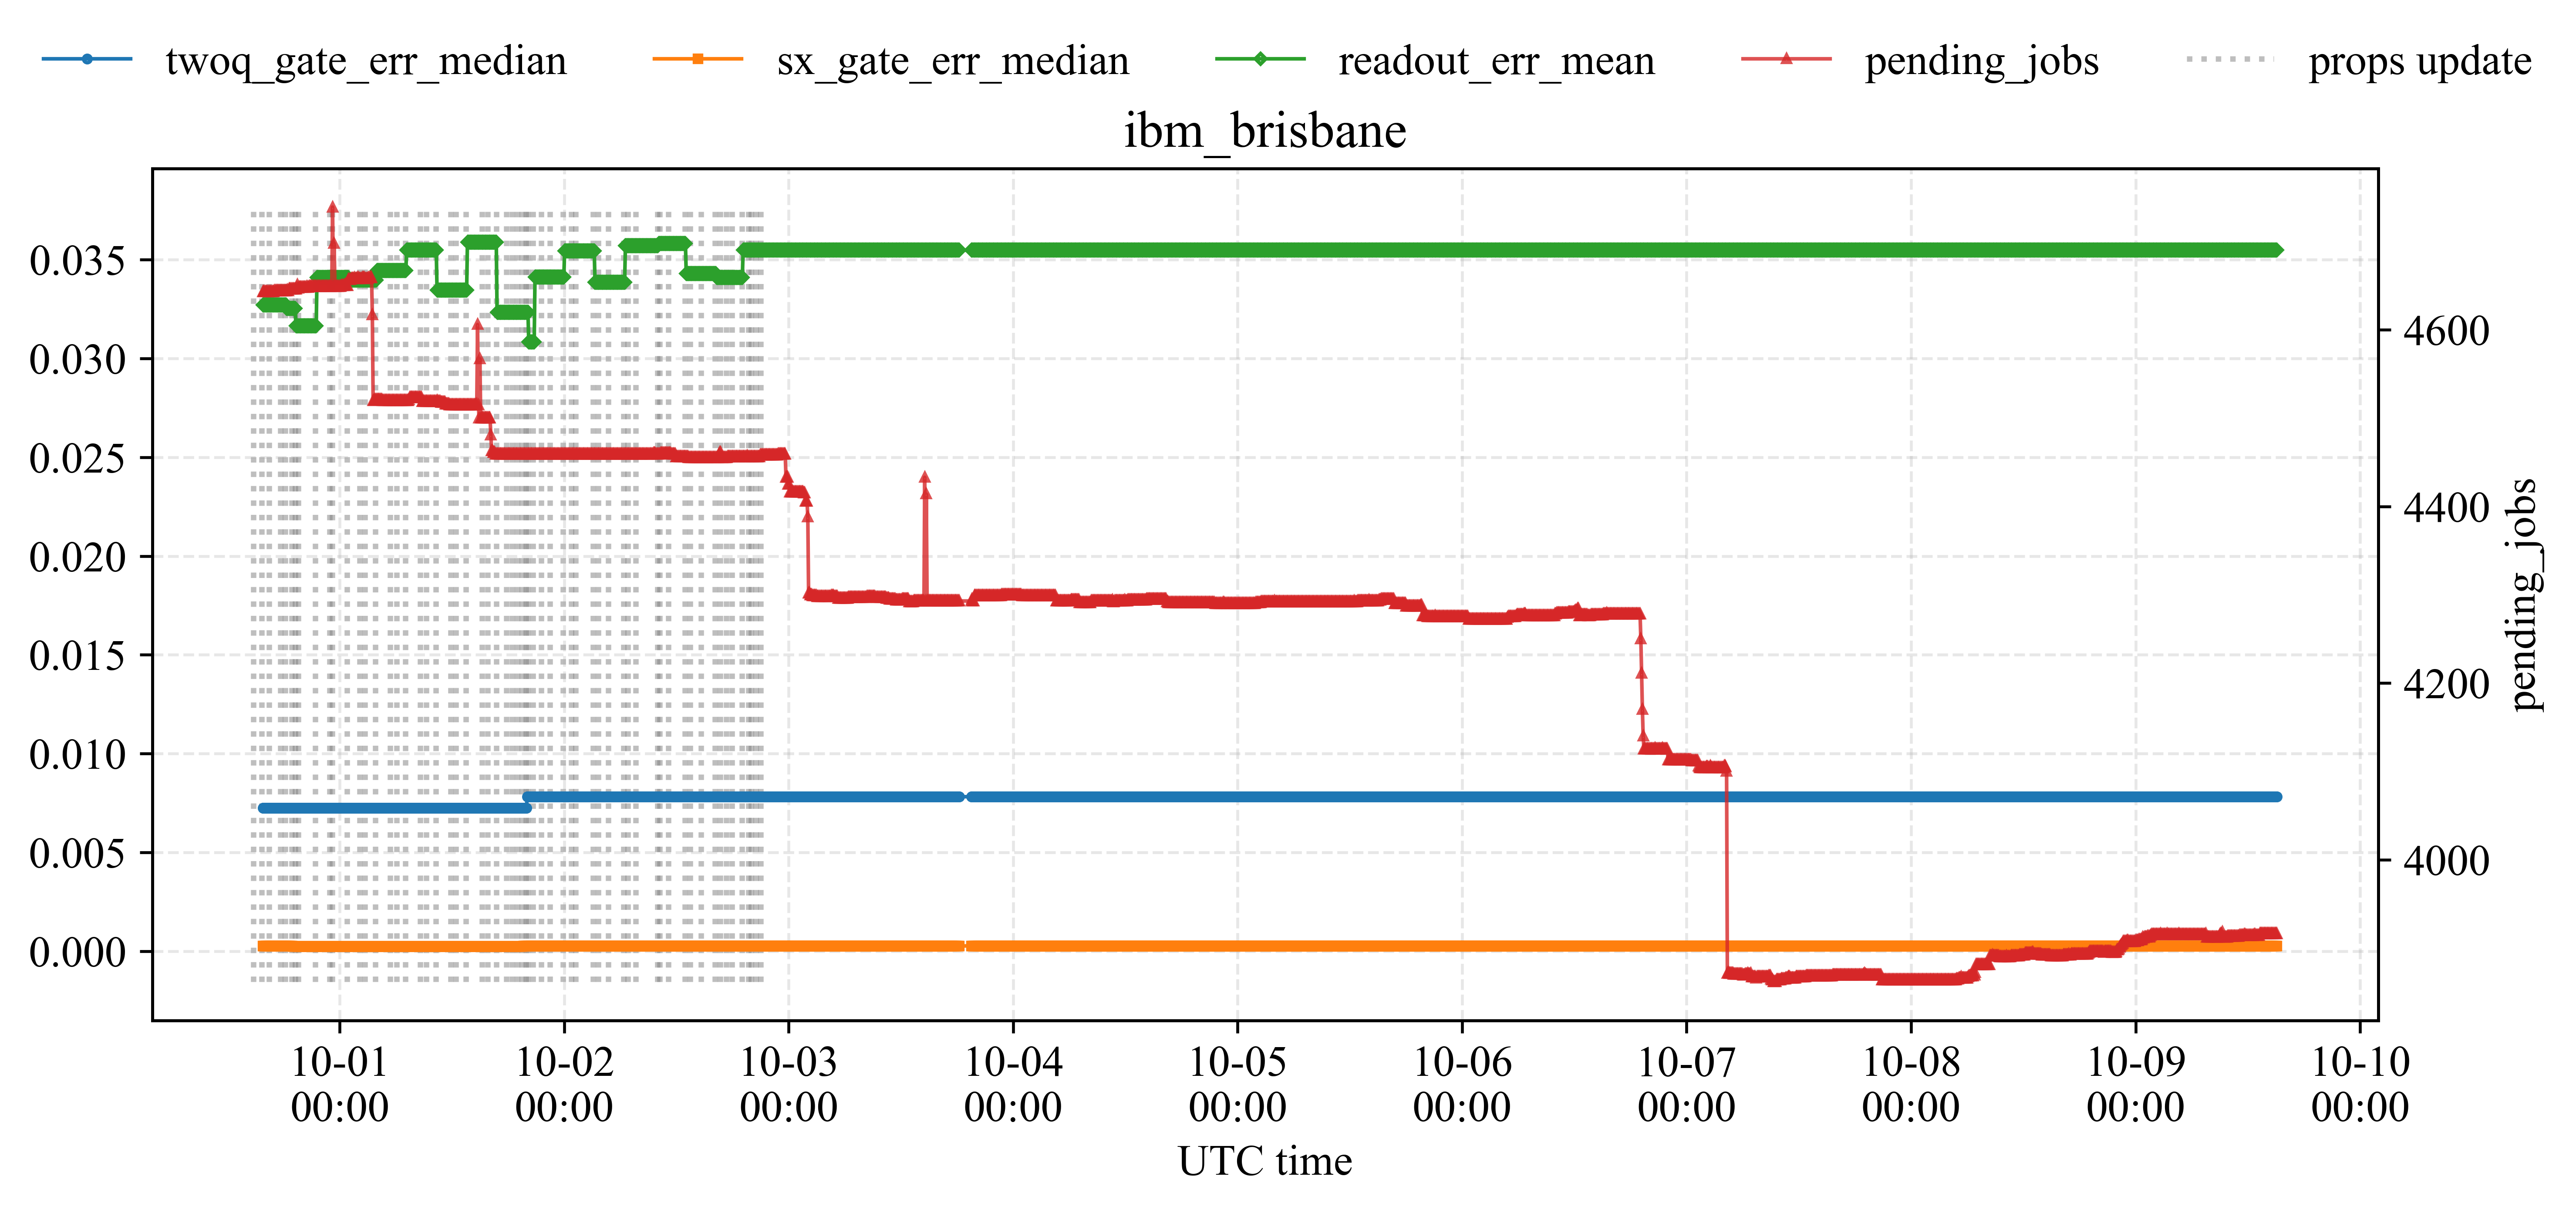 twoq_gate_err_median sx_gate_err_median readout_err_mean pending_jobs props update
ibm_brisbane
0.035
0.030
0.025
0.020
0.015
0.010
0.005
0.000
4600
4400
4200
4000
pending_jobs
10-01 10-02 10-03 10-04 10-05 10-06 10-07 10-08 10-09 10-10
00:00 00:00 00:00 00:00 00:00 00:00 00:00 00:00 00:00 00:00
UTC time